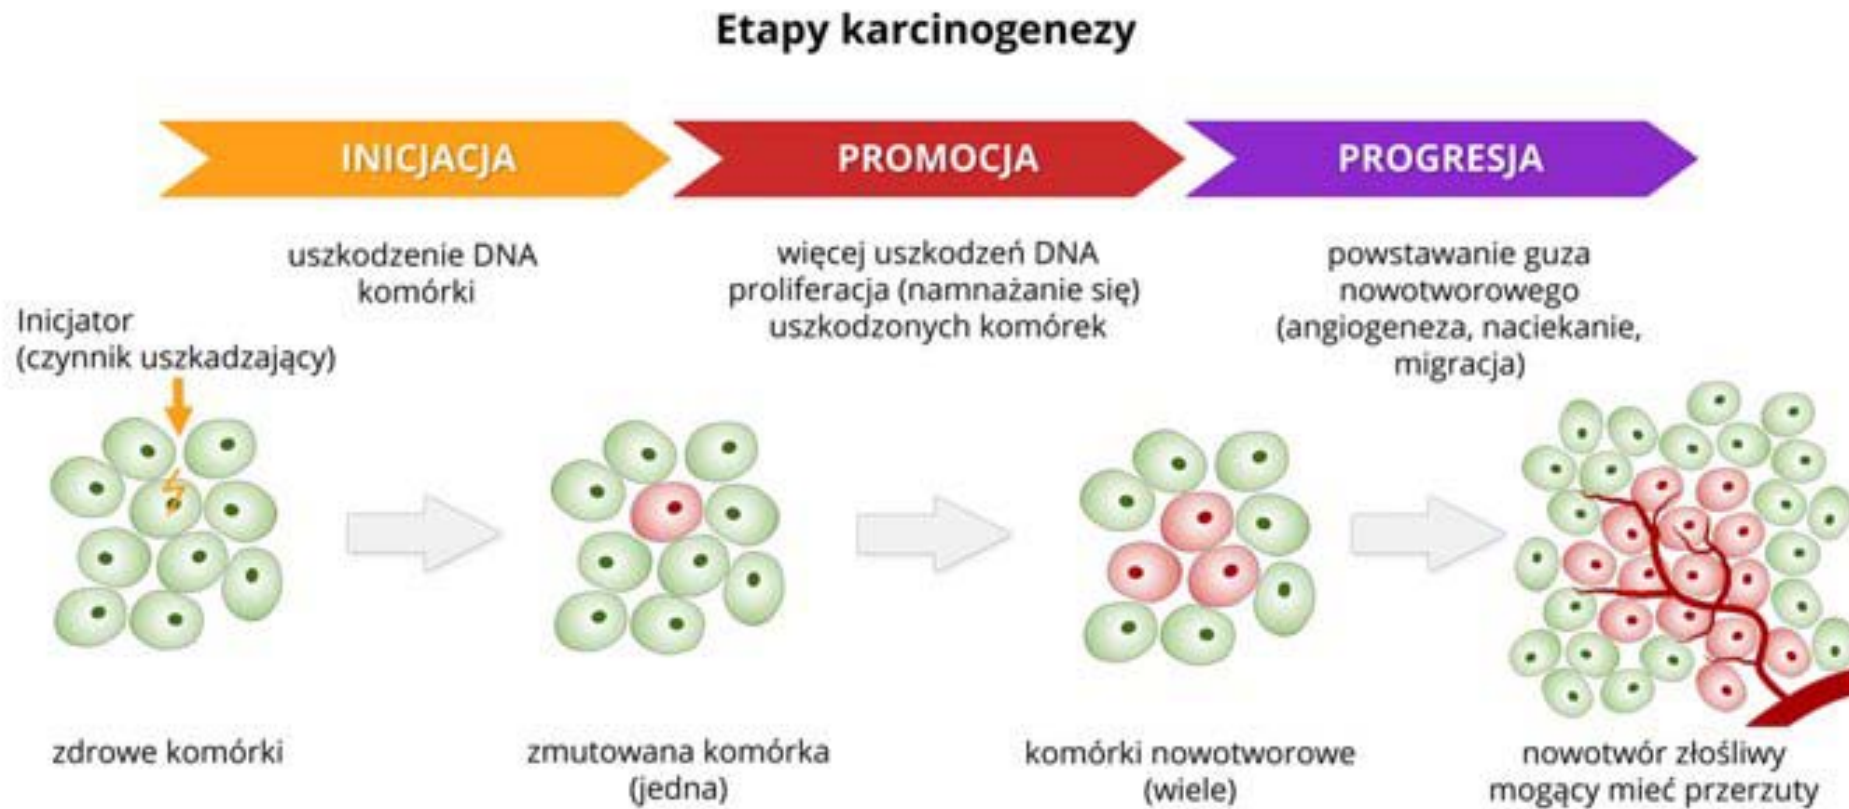 Etapy karcinogenezy
INICJACJA
PROMOCJA
PROGRESJA
uszkodzenie DNA
komórki
więcej uszkodzeń DNA
proliferacja (namnażanie się)
uszkodzonych komórek
powstawanie guza
nowotworowego
(angiogeneza, naciekanie,
migracja)
Inicjator
(czynnik uszkadzający)
zdrowe komórki
zmutowana komórka
(jedna)
komórki nowotworowe
(wiele)
nowotwór złośliwy
mogący mieć przerzuty